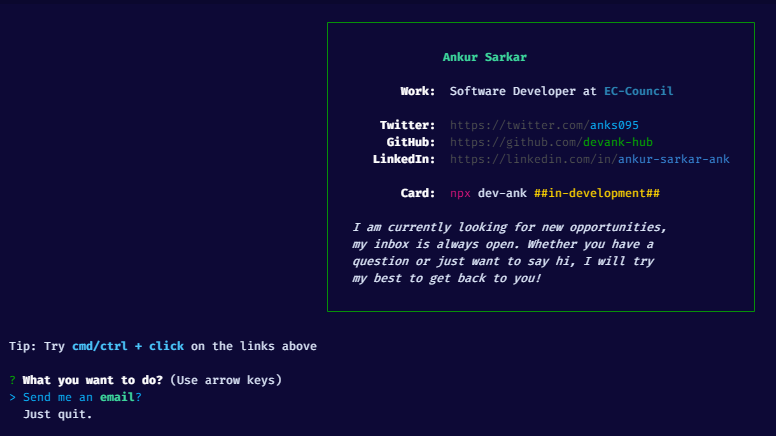 Ankur Sarkar
Work: Software Developer at EC-Council
Twitter: https://twitter.com/anks095
GitHub: https://github.com/devank-hub
LinkedIn: https://linkedin.com/in/ankur-sarkar-ank
Card: npx dev-ank ##in-development##
I am currently looking for new opportunities,
my inbox is always open. Whether you have a
question or just want to say hi, I will try
my best to get back to you!
Tip: Try cmd/ctrl + click on the links above
? What you want to do? (Use arrow keys)
> Send me an email?
Just quit.